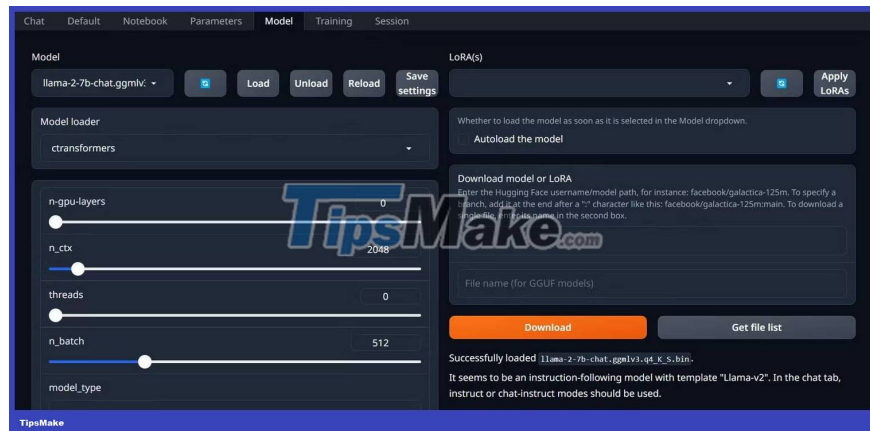 Chat Default Notebook Parameters Model Training Session
Model
llama-2-7b-chat.ggmlv:
Load
Unload
Reload
Save
settings
Model loader
ctransformers
n-gpu-layers
0
n_ctx
2048
threads
0
n_batch
512
model_type
LoRA(s)
Apply
LoRAs
Whether to load the model as soon as it is selected in the Model dropdown.
Autoload the model
Download model or LoRA
Enter the Hugging Face username/model path, for instance: facebook/galactica-125m. To specify a
branch, add it at the end after a ":" character like this: facebook/galactica-125m:main. To download a
single file, enter its name in the second box.
File name (for GGUF models)
Download
Get file list
Successfully loaded llama-2-7b-chat.ggmlv3.q4_K_S.bin.
It seems to be an instruction-following model with template "Llama-v2". In the chat tab,
instruct or chat-instruct modes should be used.
TipsMake.com
TipsMake